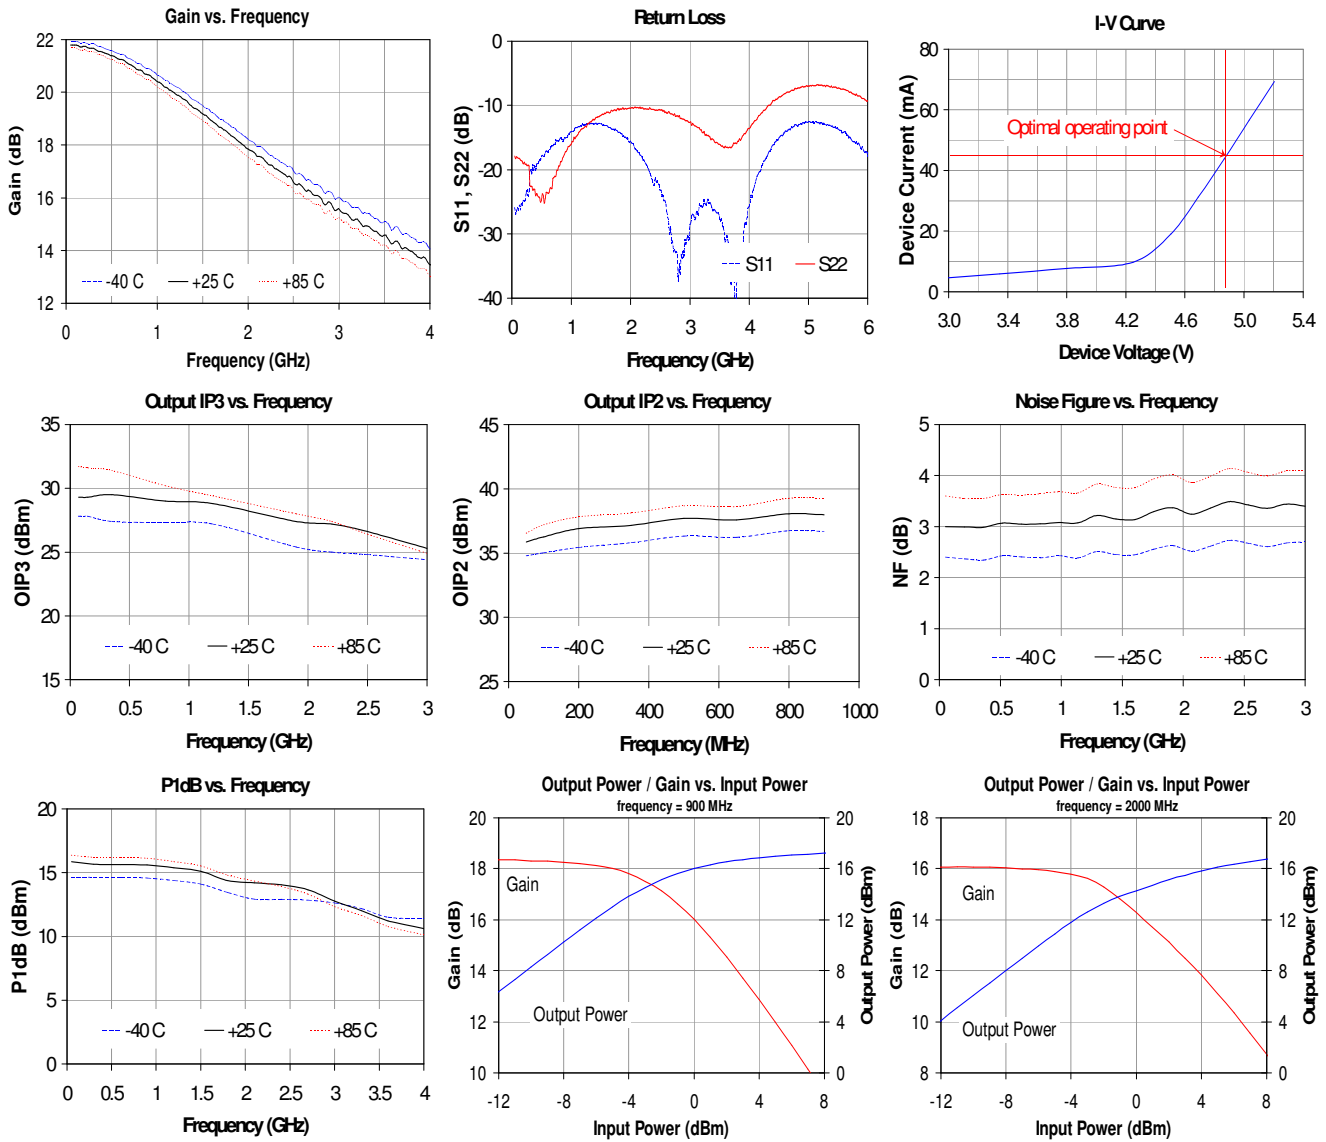 Gain vs. Frequency
22
20
18
16
14
12
Gain (dB)
-40 C
+25 C
+85 C
0 1 2 3 4
Frequency (GHz)
Return Loss
0
-10
-20
-30
-40
S11, S22 (dB)
S11
S22
0 1 2 3 4 5 6
Frequency (GHz)
I-V Curve
80
60
40
20
0
Device Current (mA)
Optimal operating point
3.0 3.4 3.8 4.2 4.6 5.0 5.4
Device Voltage (V)
Output IP3 vs. Frequency
35
30
25
20
15
OIP3 (dBm)
-40 C
+25 C
+85 C
0 0.5 1 1.5 2 2.5 3
Frequency (GHz)
Output IP2 vs. Frequency
45
40
35
30
25
OIP2 (dBm)
-40 C
+25 C
+85 C
0 200 400 600 800 1000
Frequency (MHz)
Noise Figure vs. Frequency
5
4
3
2
1
0
NF (dB)
-40 C
+25 C
+85 C
0 0.5 1 1.5 2 2.5 3
Frequency (GHz)
P1dB vs. Frequency
20
15
10
5
0
P1dB (dBm)
-40 C
+25 C
+85 C
0 0.5 1 1.5 2 2.5 3 3.5 4
Frequency (GHz)
Output Power / Gain vs. Input Power
frequency = 900 MHz
20
18
16
14
12
10
Gain (dB)
Gain
Output Power
20
16
12
8
4
0
Output Power (dBm)
-12 -8 -4 0 4 8
Input Power (dBm)
Output Power / Gain vs. Input Power
frequency = 2000 MHz
18
16
14
12
10
8
Gain (dB)
Gain
Output Power
20
16
12
8
4
0
Output Power (dBm)
-12 -8 -4 0 4 8
Input Power (dBm)